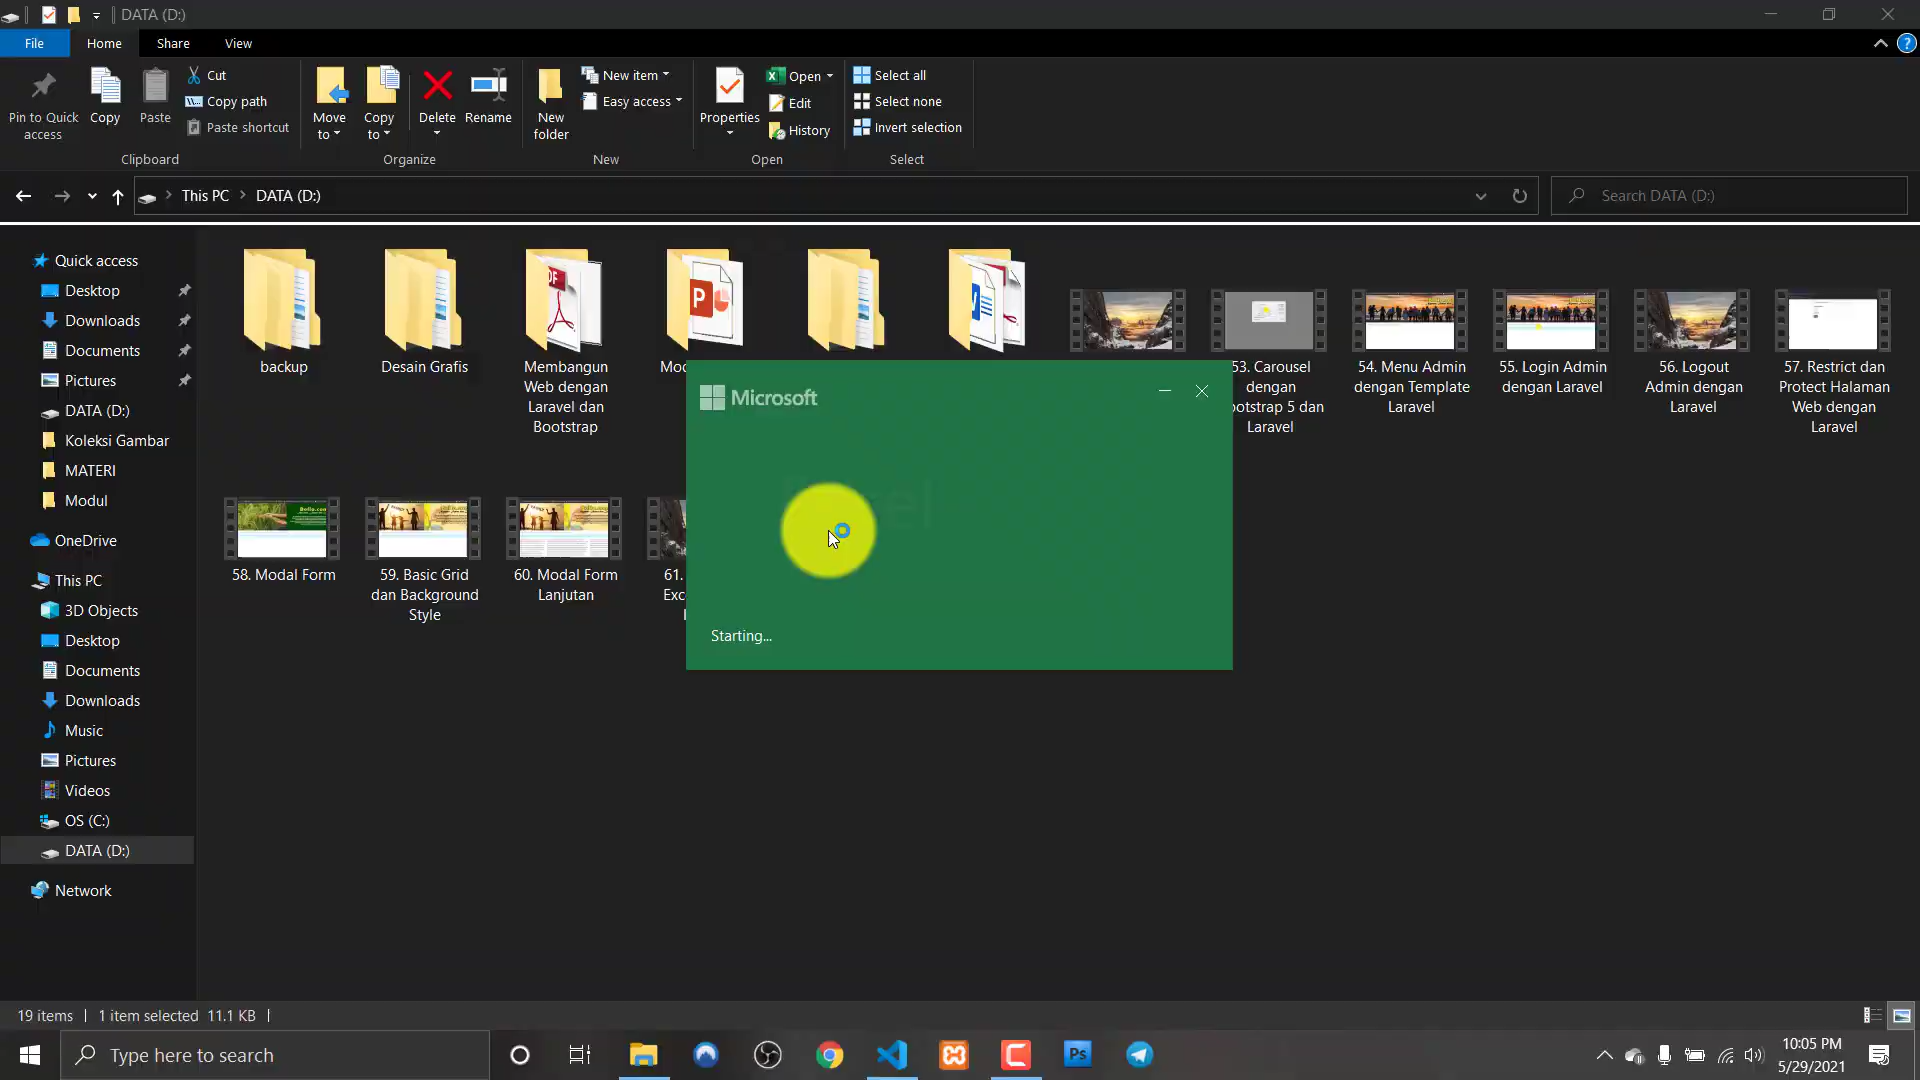 DATA (D:)
File
Home
Share
View
Pin to Quick
access
Copy
Paste
Cut
Copy path
Paste shortcut
Clipboard
Move
to
Copy
to
Delete
Rename
Organize
New
folder
New item
Easy access
New
Properties
Open
Edit
History
Open
Select all
Select none
Invert selection
Select
This PC
DATA (D:)
Search DATA (D:)
Quick access
Desktop
Downloads
Documents
Pictures
DATA (D:)
Koleksi Gambar
MATERI
Modul
OneDrive
This PC
3D Objects
Desktop
Documents
Downloads
Music
Pictures
Videos
OS (C:)
DATA (D:)
Network
backup
Desain Grafis
Membangun
Web dengan
Laravel dan
Bootstrap
53. Carousel
dengan
5 dan
Laravel
54. Menu Admin
dengan Template
Laravel
55. Login Admin
dengan Laravel
56. Logout
Admin dengan
Laravel
57. Restrict dan
Protect Halaman
Web dengan
Laravel
58. Modal Form
59. Basic Grid
dan Background
Style
60. Modal Form
Lanjutan
61.
Microsoft
Starting...
19 items
1 item selected 11.1 KB
Type here to search
Ps
10:05 PM
5/29/2021